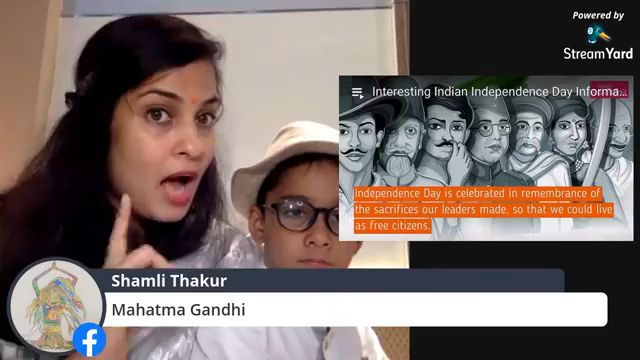 Powered by
StreamYard
Interesting Indian Independence Day Informa...
Independence Day is celebrated in remembrance of
the sacrifices our leaders made, so that we could live
as free citizens.
Shamli Thakur
Mahatma Gandhi